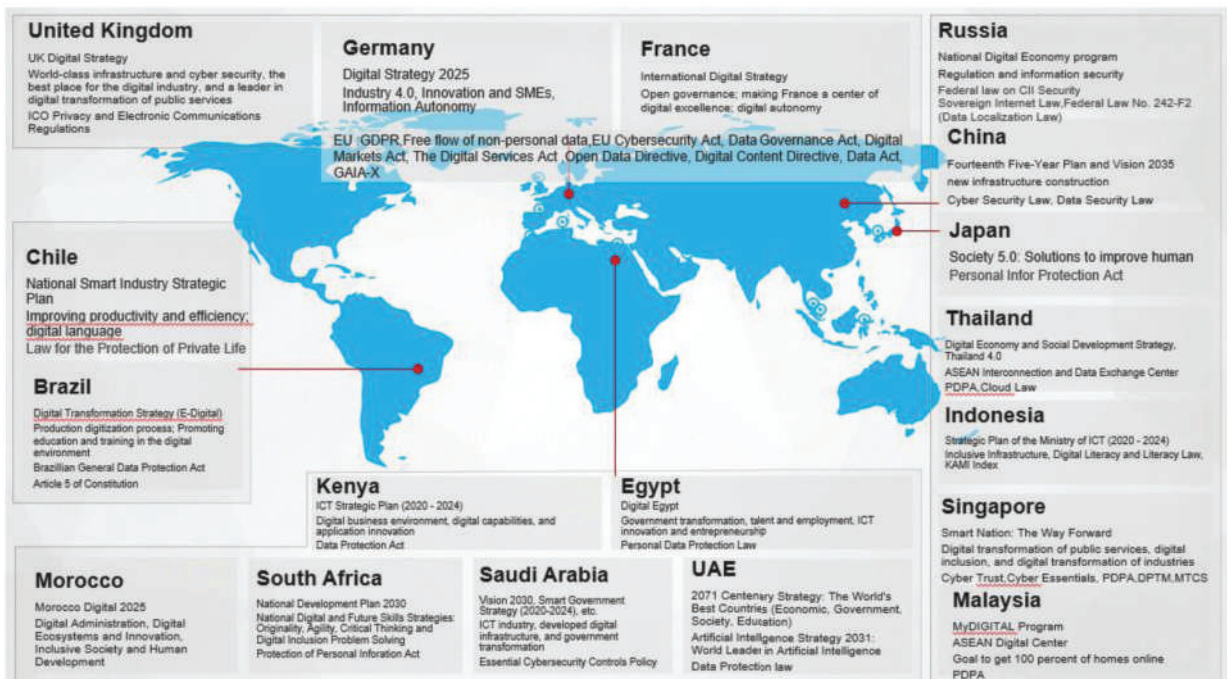 United Kingdom
UK Digital Strategy
World-class infrastructure and cyber security, the
best place for the digital industry, and a leader in
digital transformation of public services
ICO Privacy and Electronic Communications
Regulations
Germany
Digital Strategy 2025
Industry 4.0, Innovation and SMEs,
Information Autonomy
France
International Digital Strategy
Open governance; making France a center of
digital excellence; digital autonomy
EU :GDPR,Free flow of non-personal data,EU Cybersecurity Act, Data Governance Act, Digital
Markets Act, The Digital Services Act ,Open Data Directive, Digital Content Directive, Data Act,
GAIA-X
Chile
National Smart Industry Strategic
Plan
Improving productivity and efficiency;
digital language
Law for the Protection of Private Life
Brazil
Digital Transformation Strategy (E-Digital)
Production digitization process; Promoting
education and training in the digital
environment
Brazillian General Data Protection Act
Article 5 of Constitution
Kenya
ICT Strategic Plan (2020 - 2024)
Digital business environment, digital capabilities, and
application innovation
Data Protection Act
Egypt
Digital Egypt
Government transformation, talent and employment, ICT
innovation and entrepreneurship
Personal Data Protection Law
Morocco
Morocco Digital 2025
Digital Administration, Digital
Ecosystems and Innovation,
Inclusive Society and Human
Development
South Africa
National Development Plan 2030
National Digital and Future Skills Strategies:
Originality, Agility, Critical Thinking and
Digital Inclusion Problem Solving
Protection of Personal Inforation Act
Saudi Arabia
Vision 2030, Smart Government
Strategy (2020-2024), etc.
ICT industry, developed digital
infrastructure, and government
transformation
Essential Cybersecurity Controls Policy
UAE
2071 Centenary Strategy: The World's
Best Countries (Economic, Government,
Society, Education)
Artificial Intelligence Strategy 2031:
World Leader in Artificial Intelligence
Data Protection law
Russia
National Digital Economy program
Regulation and information security
Federal law on CII Security
Sovereign Internet Law,Federal Law No. 242-F2
(Data Localization Law)
China
Fourteenth Five-Year Plan and Vision 2035
new infrastructure construction
Cyber Security Law, Data Security Law
Japan
Society 5.0: Solutions to improve human
Personal Infor Protection Act
Thailand
Digital Economy and Social Development Strategy,
Thailand 4.0
ASEAN Interconnection and Data Exchange Center
PDPA,Cloud Law
Indonesia
Strategic Plan of the Ministry of ICT (2020 - 2024)
Inclusive Infrastructure, Digital Literacy and Literacy Law,
KAMI Index
Singapore
Smart Nation: The Way Forward
Digital transformation of public services, digital
inclusion, and digital transformation of industries
Cyber Trust,Cyber Essentials, PDPA,DPTM,MTCS
Malaysia
MyDIGITAL Program
ASEAN Digital Center
Goal to get 100 percent of homes online
PDPA